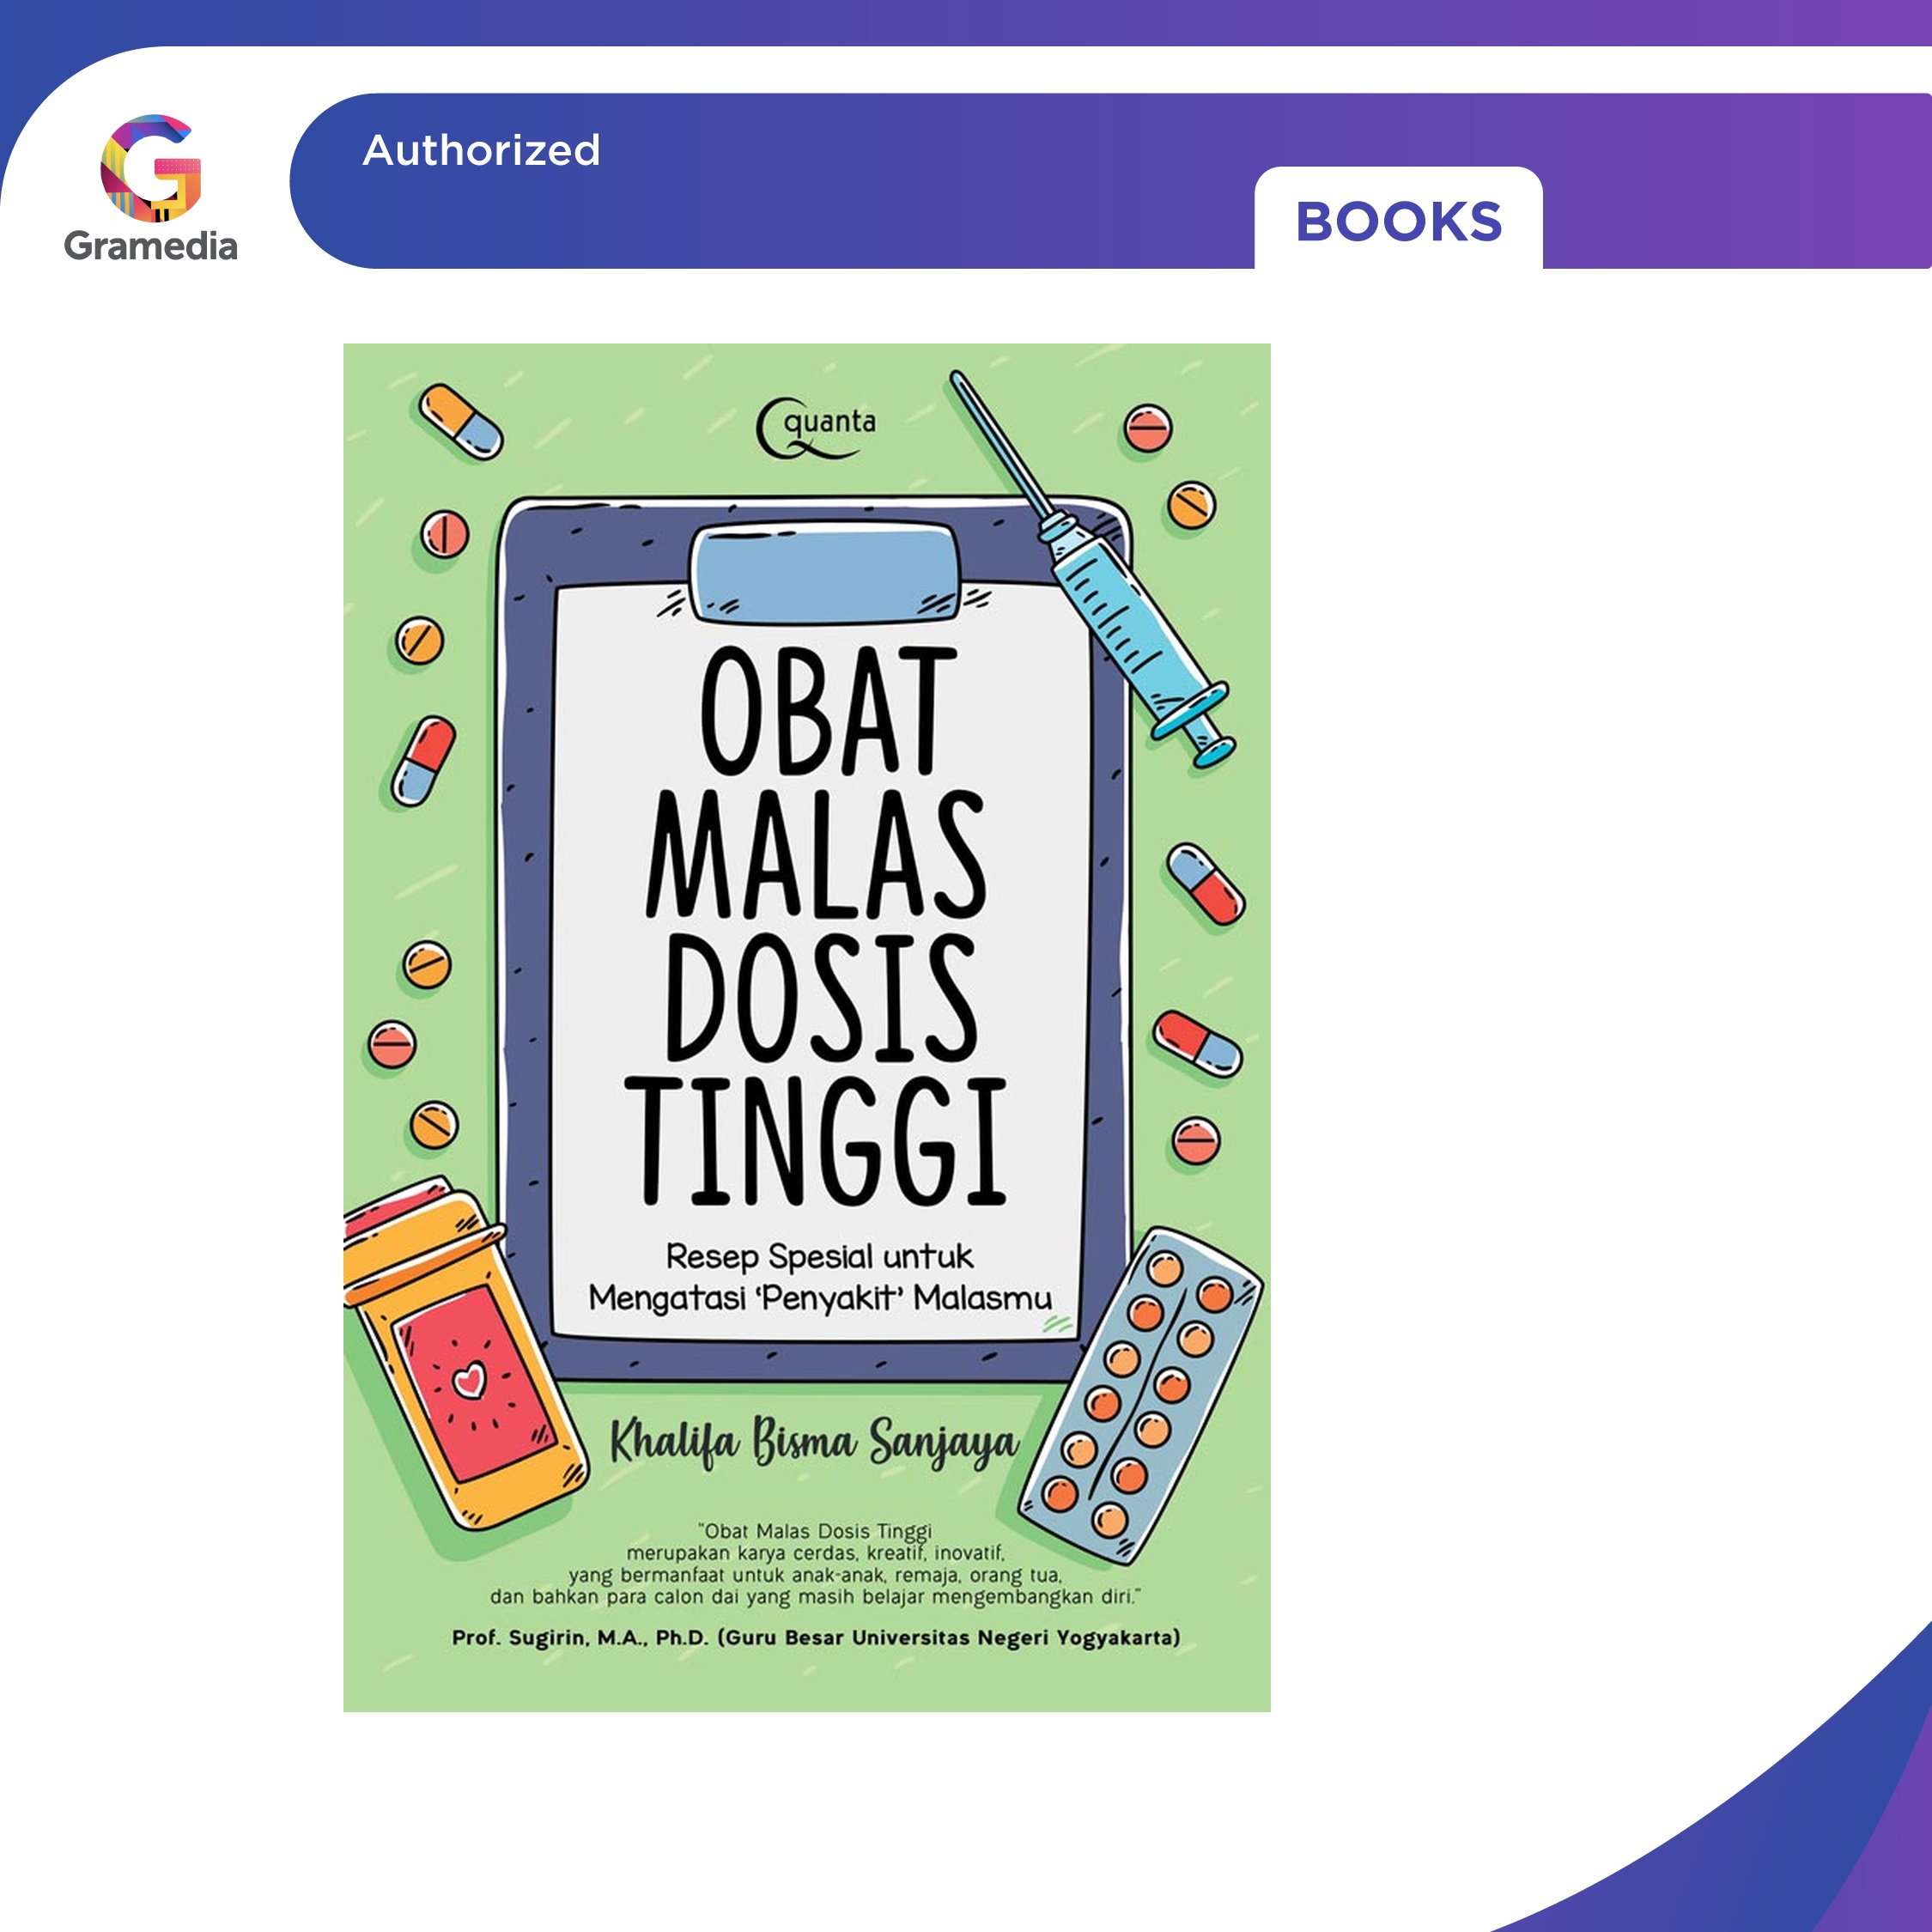 Gramedia
Authorized
BOOKS
quanta
OBAT
MALAS
DOSIS
TINGGI
Resep Spesial untuk
Mengatasi ‘Penyakit’ Malasmu
Khalifa Bisma Sanjaya
"Obat Malas Dosis Tinggi
merupakan karya cerdas, kreatif, inovatif,
yang bermanfaat untuk anak-anak, remaja, orang tua,
dan bahkan para calon dai yang masih belajar mengembangkan diri."
Prof. Sugirin, M.A., Ph.D. (Guru Besar Universitas Negeri Yogyakarta)